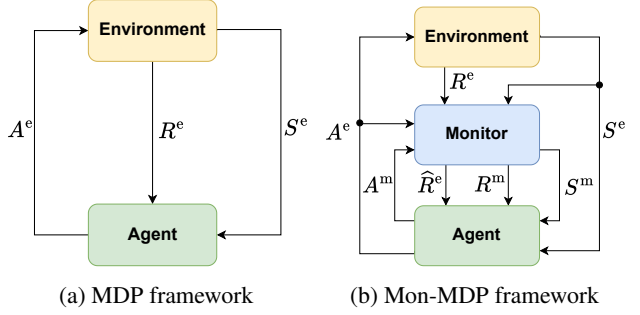 Environment
A^e
R^e
S^e
Agent
(a) MDP framework
Environment
R^e
A^e
Monitor
S^e
A^m
R̂^e
R^m
S^m
Agent
(b) Mon-MDP framework